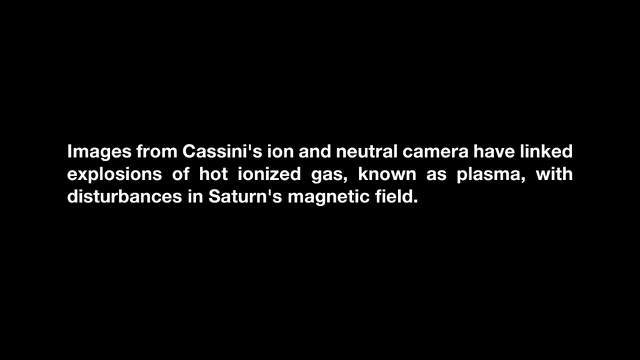 Images from Cassini's ion and neutral camera have linked
explosions of hot ionized gas, known as plasma, with
disturbances in Saturn's magnetic field.